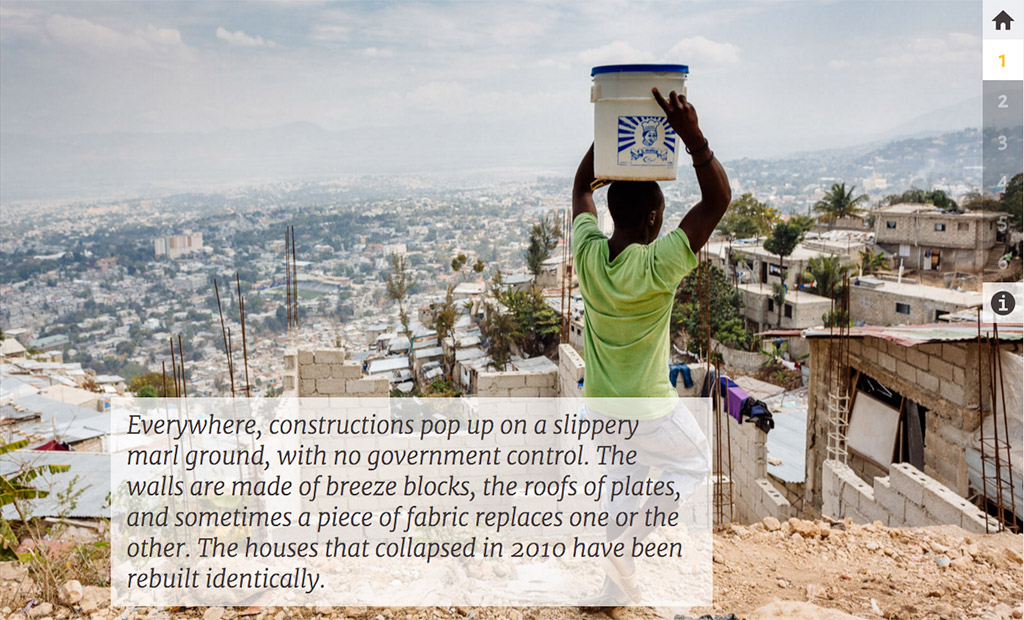 1
2
3
4
5
6
Everywhere, constructions pop up on a slippery
marl ground, with no government control. The
walls are made of breeze blocks, the roofs of plates,
and sometimes a piece of fabric replaces one or the
other. The houses that collapsed in 2010 have been
rebuilt identically.